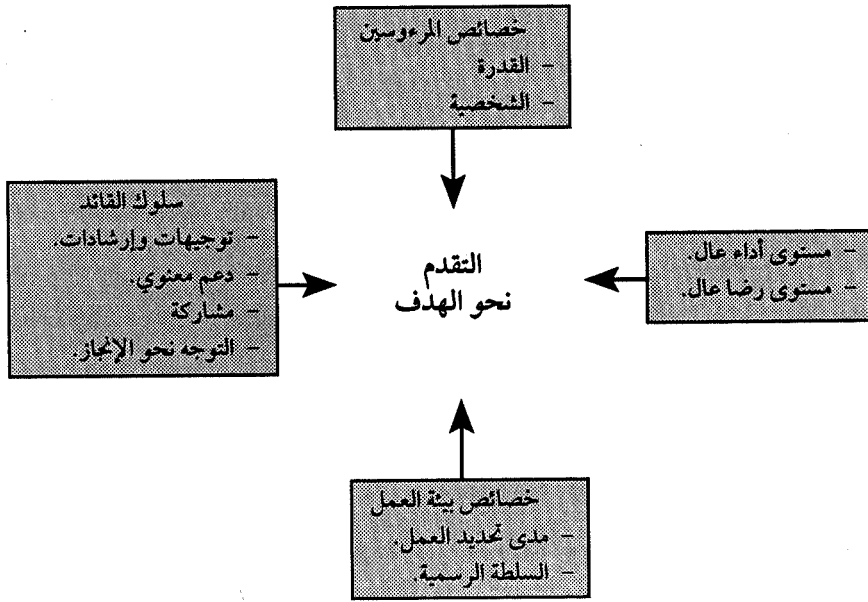 خصائص المرءوسين
– القدرة
– الشخصية
– مستوى أداء عال.
– مستوى رضا عال.
التقدم
نحو الهدف
سلوك القائد
– توجيهات وإرشادات.
– دعم معنوي.
– مشاركة
– التوجه نحو الإنجاز.
خصائص بيئة العمل
– مدى تحديد العمل.
– السلطة الرسمية.